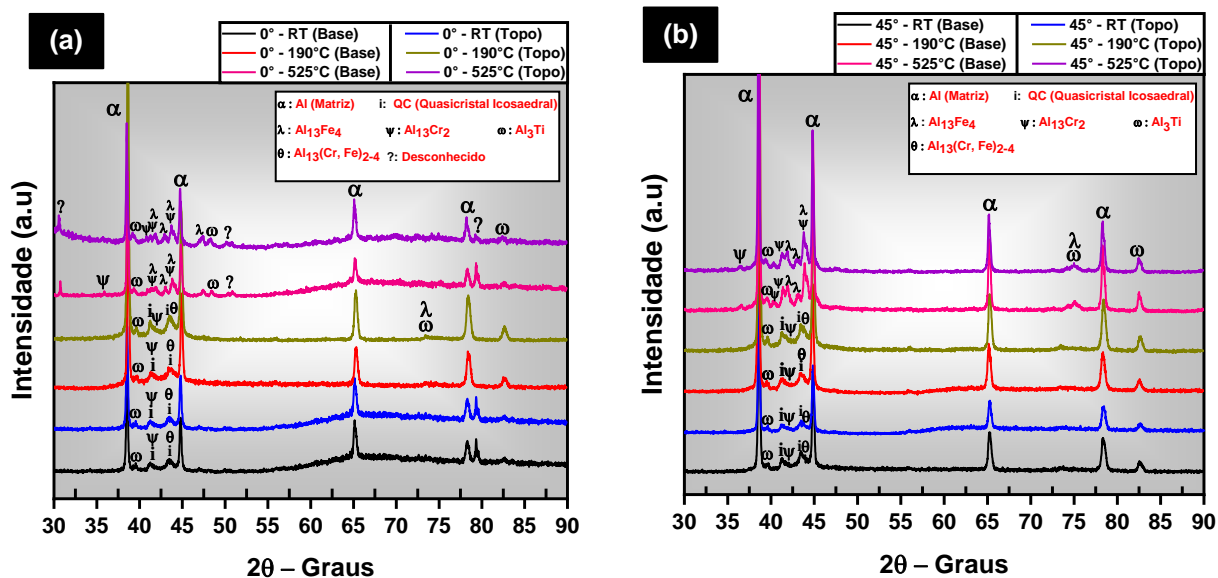 (a)
0° - RT (Base) 0° - RT (Topo)
0° - 190°C (Base) 0° - 190°C (Topo)
0° - 525°C (Base) 0° - 525°C (Topo)
α : Al (Matriz) i: QC (Quasicristal Icosaedral)
λ : Al13Fe4 ψ : Al13Cr2 ω : Al3Ti
θ : Al13(Cr, Fe)2-4 ? : Desconhecido
α
α
α
α
? ω ψ λ ψ λ λ ψ λ ω ? ? ω
ψ ω λ ψ λ λ ψ ω ?
ω i ψ i θ λ ω
ω ψ i θ i
ω ψ i θ i
ω ψ i θ i
30 35 40 45 50 55 60 65 70 75 80 85 90
2θ – Graus
Intensidade (a.u)
(b)
45° - RT (Base) 45° - RT (Topo)
45° - 190°C (Base) 45° - 190°C (Topo)
45° - 525°C (Base) 45° - 525°C (Topo)
α : Al (Matriz) i: QC (Quasicristal Icosaedral)
λ : Al13Fe4 ψ : Al13Cr2 ω : Al3Ti
θ : Al13(Cr, Fe)2-4
α
α
α
α
ψ λ ω ψ λ λ ψ λ ω ω
ω ψ λ λ
ω i ψ i θ
ω i ψ θ i
ω i ψ i θ
ω i ψ i θ
30 35 40 45 50 55 60 65 70 75 80 85 90
2θ – Graus
Intensidade (a.u)